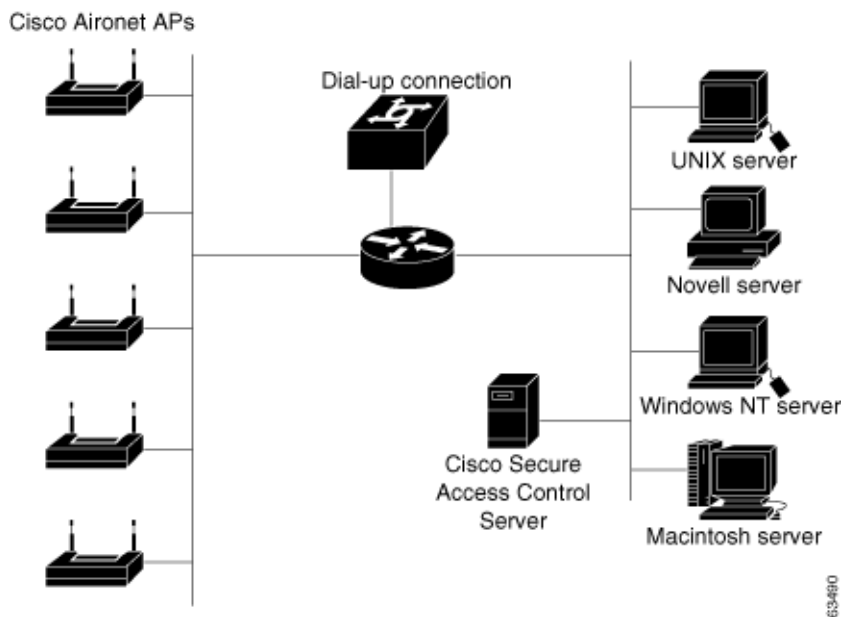 Cisco Aironet APs
Dial-up connection
UNIX server
Novell server
Windows NT server
Cisco Secure
Access Control
Server
Macintosh server
63490